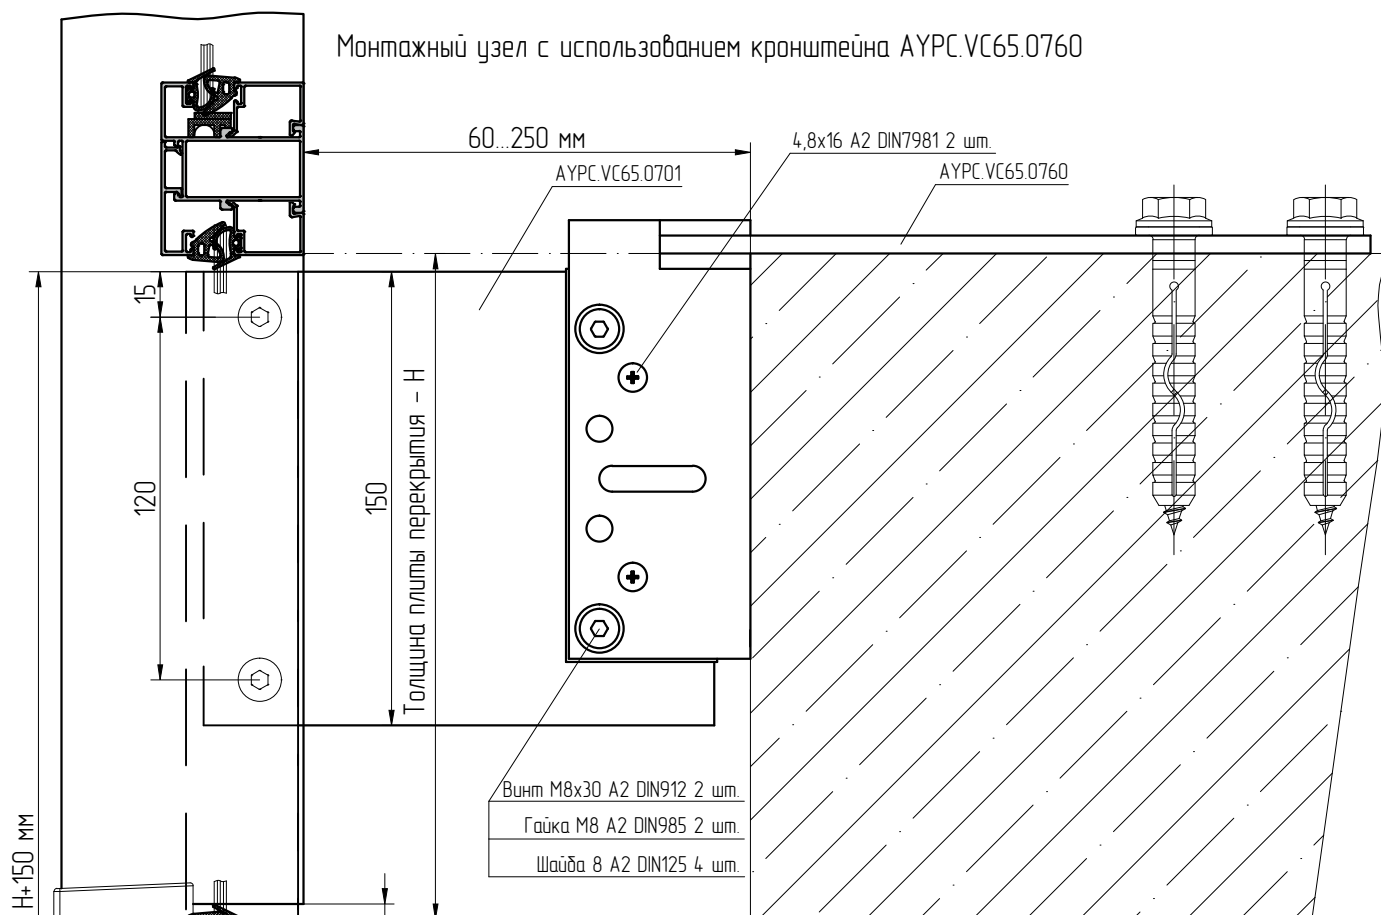 Монтажный узел с использованием кронштейна AYPC.VC65.0760
60...250 мм
4,8x16 A2 DIN7981 2 шт.
AYPC.VC65.0701
AYPC.VC65.0760
15
120
150
Толщина плиты перекрытия - H
H+150 мм
Винт M8x30 A2 DIN912 2 шт.
Гайка M8 A2 DIN985 2 шт.
Шайба 8 A2 DIN125 4 шт.